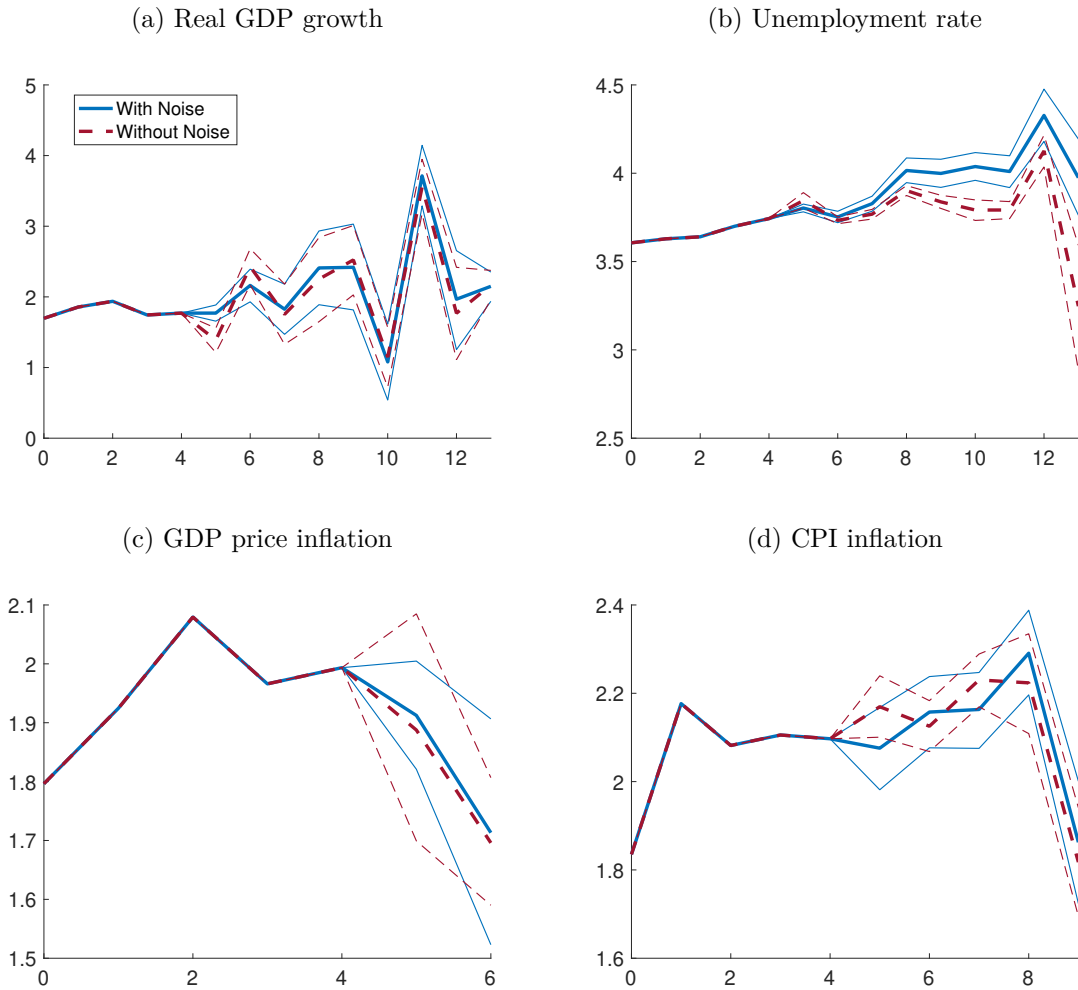 (a) Real GDP growth
5
4
3
2
1
0
With Noise
Without Noise
0 2 4 6 8 10 12
(b) Unemployment rate
4.5
4
3.5
3
2.5
0 2 4 6 8 10 12
(c) GDP price inflation
2.1
2
1.9
1.8
1.7
1.6
1.5
0 2 4 6
(d) CPI inflation
2.4
2.2
2
1.8
1.6
0 2 4 6 8